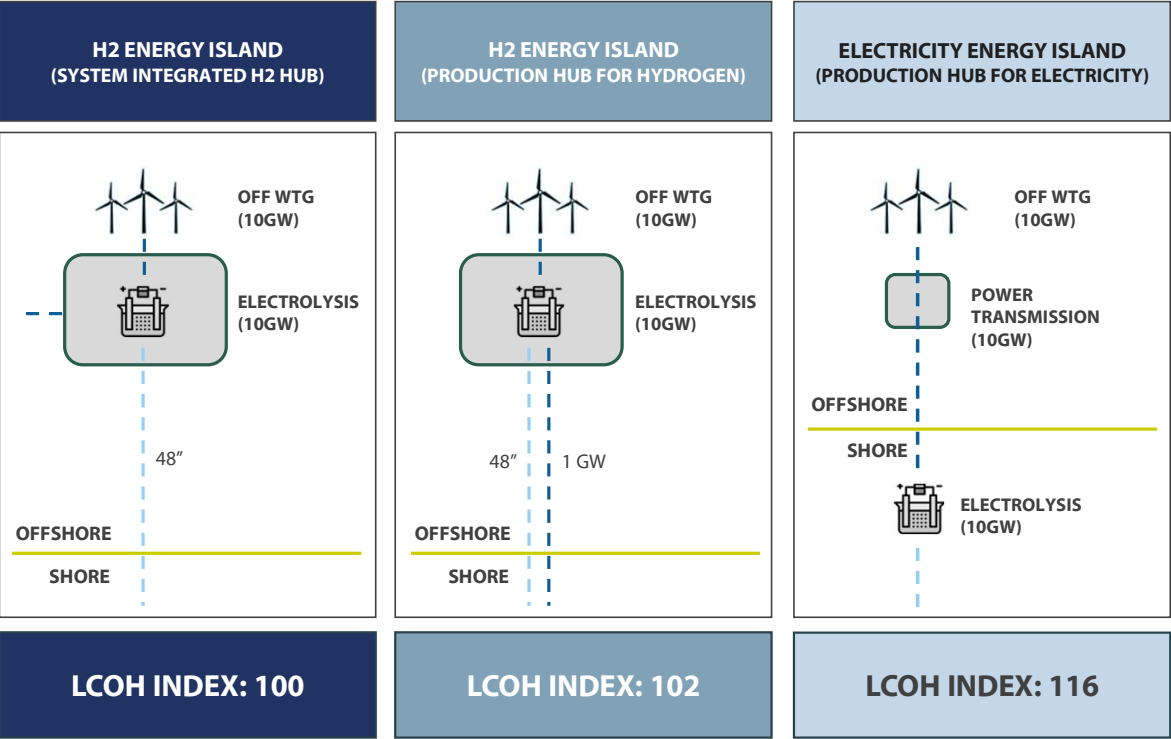 H2 ENERGY ISLAND
(SYSTEM INTEGRATED H2 HUB)
OFF WTG
(10GW)
ELECTROLYSIS
(10GW)
48”
OFFSHORE
SHORE
LCOH INDEX: 100
H2 ENERGY ISLAND
(PRODUCTION HUB FOR HYDROGEN)
OFF WTG
(10GW)
ELECTROLYSIS
(10GW)
48”
1 GW
OFFSHORE
SHORE
LCOH INDEX: 102
ELECTRICITY ENERGY ISLAND
(PRODUCTION HUB FOR ELECTRICITY)
OFF WTG
(10GW)
POWER
TRANSMISSION
(10GW)
OFFSHORE
SHORE
ELECTROLYSIS
(10GW)
LCOH INDEX: 116